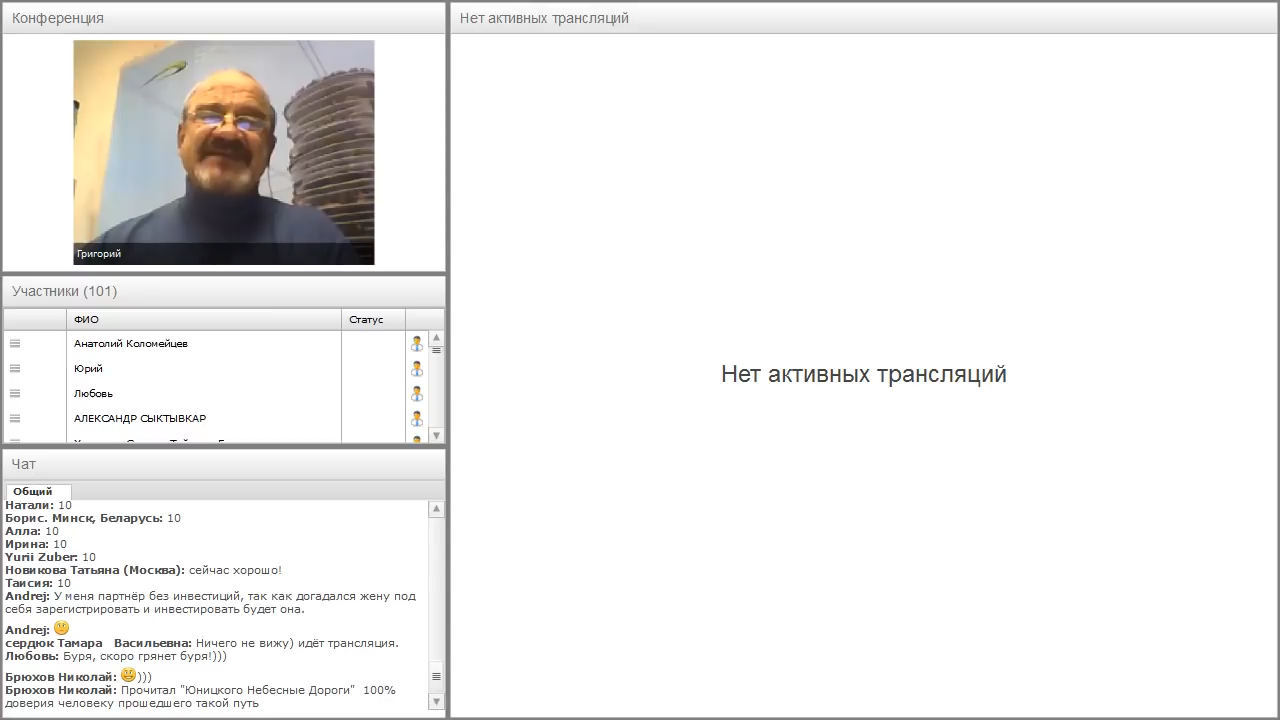 Конференция
Григорий
Участники (101)
ФИО Статус
Анатолий Коломейцев
Юрий
Любовь
АЛЕКСАНДР СЫКТЫВКАР
Чат
Общий
Натали: 10
Борис. Минск, Беларусь: 10
Алла: 10
Ирина: 10
Yurii Zuber: 10
Новикова Татьяна (Москва): сейчас хорошо!
Таисия: 10
Andrej: У меня партнёр без инвестиций, так как догадался жену под
себя зарегистрировать и инвестировать будет она.
Andrej:
сердюк Тамара Васильевна: Ничего не вижу) идёт трансляция.
Любовь: Буря, скоро грянет буря!)))
Брюхов Николай: )))
Брюхов Николай: Прочитал "Юницкого Небесные Дороги" 100%
доверия человеку прошедшего такой путь
Нет активных трансляций
Нет активных трансляций